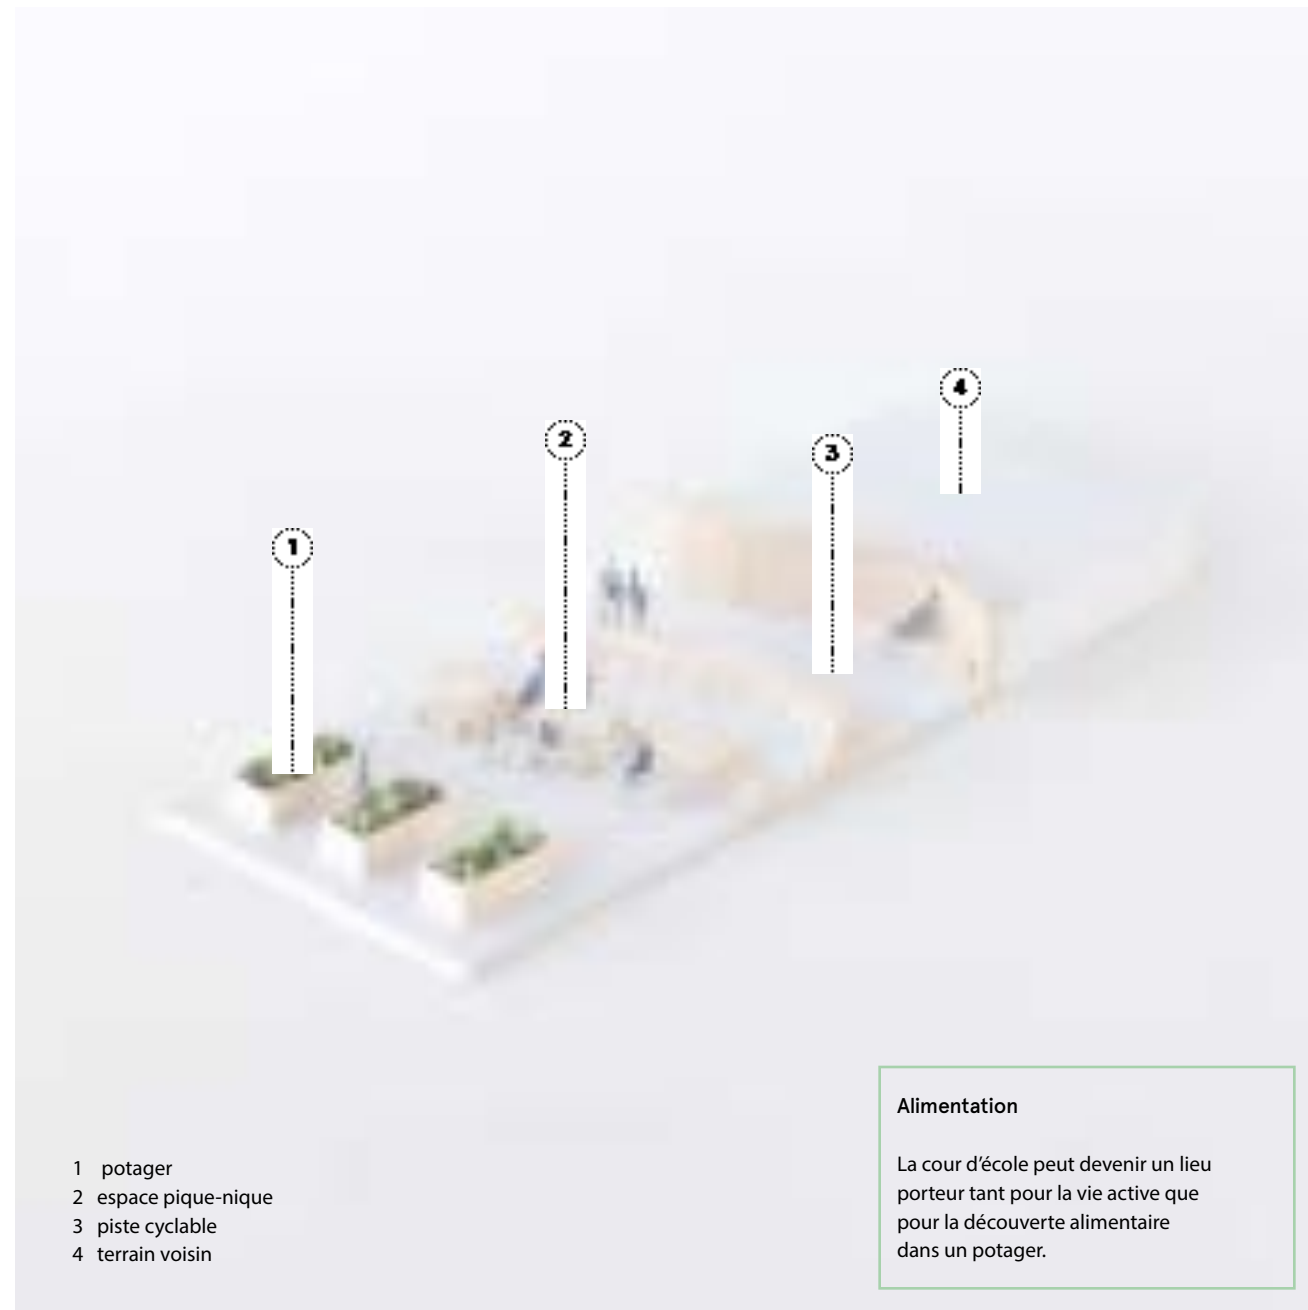 4
2
3
1
Alimentation
La cour d’école peut devenir un lieu
porteur tant pour la vie active que
pour la découverte alimentaire
dans un potager.
1 potager
2 espace pique-nique
3 piste cyclable
4 terrain voisin